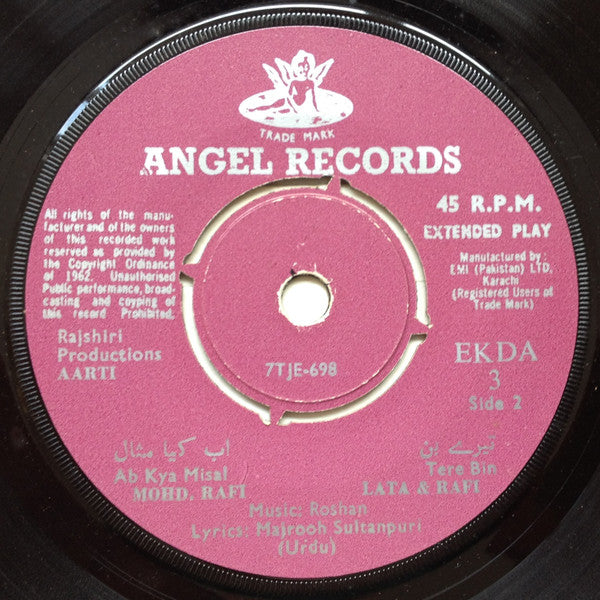 TRADE MARK
ANGEL RECORDS
All rights of the manu-
facturer and of the owners
of this recorded work
reserved as provided by
the Copyright Ordinance
of 1962. Unauthorised
Public performance, broad-
casting and coyping of
this record Prohibited.
45 R.P.M.
EXTENDED PLAY
Manufactured by
EMI (Pakistan) LTD.
Karachi
(Registered Users of
Trade Mark)
Rajshiri
Productions
AARTI
7TJE-698
EKDA
3
Side 2
اب کیا مثال
Ab Kya Misal
MOHD. RAFI
تیرے بن
Tere Bin
LATA & RAFI
Music: Roshan
Lyrics: Majrooh Sultanpuri
(Urdu)